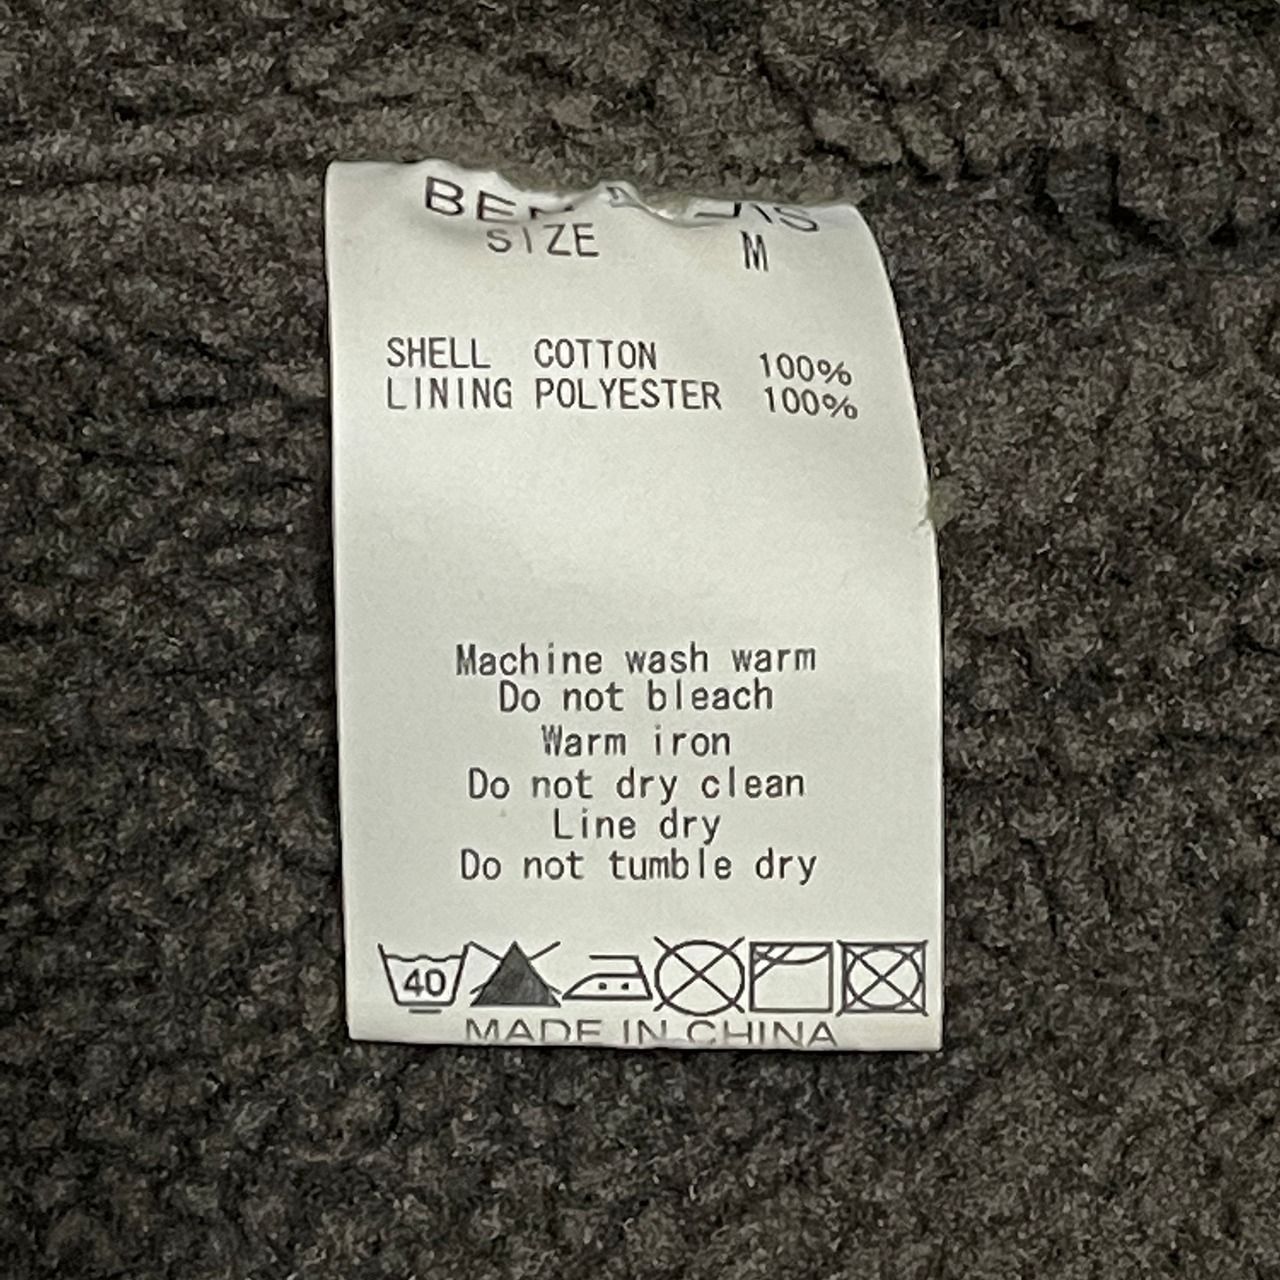 SIZE M
SHELL COTTON 100%
LINING POLYESTER 100%
Machine wash warm
Do not bleach
Warm iron
Do not dry clean
Line dry
Do not tumble dry
40
MADE IN CHINA